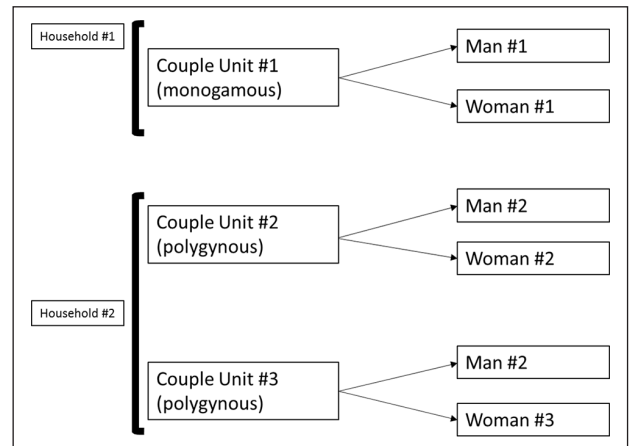 Household #1
Couple Unit #1
(monogamous)
Man #1
Woman #1
Household #2
Couple Unit #2
(polygynous)
Man #2
Woman #2
Couple Unit #3
(polygynous)
Man #2
Woman #3